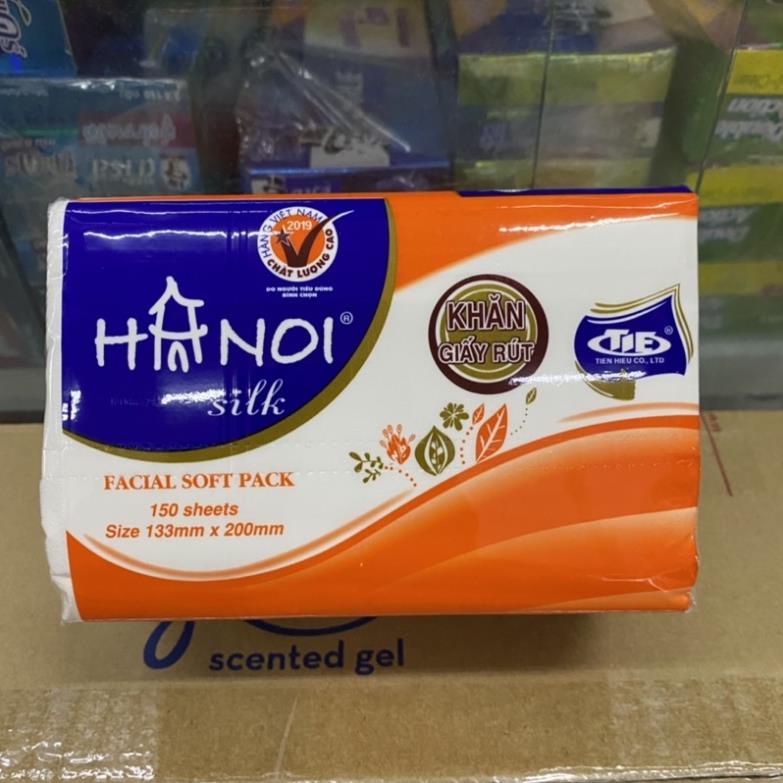 HÀNG VIỆT NAM
2019
CHẤT LƯỢNG CAO
DO NGƯỜI TIÊU DÙNG
BÌNH CHỌN
HANOI®
silk
KHĂN
GIẤY RÚT
TIE®
TIEN HIEU CO., LTD
FACIAL SOFT PACK
150 sheets
Size 133mm x 200mm
scented gel